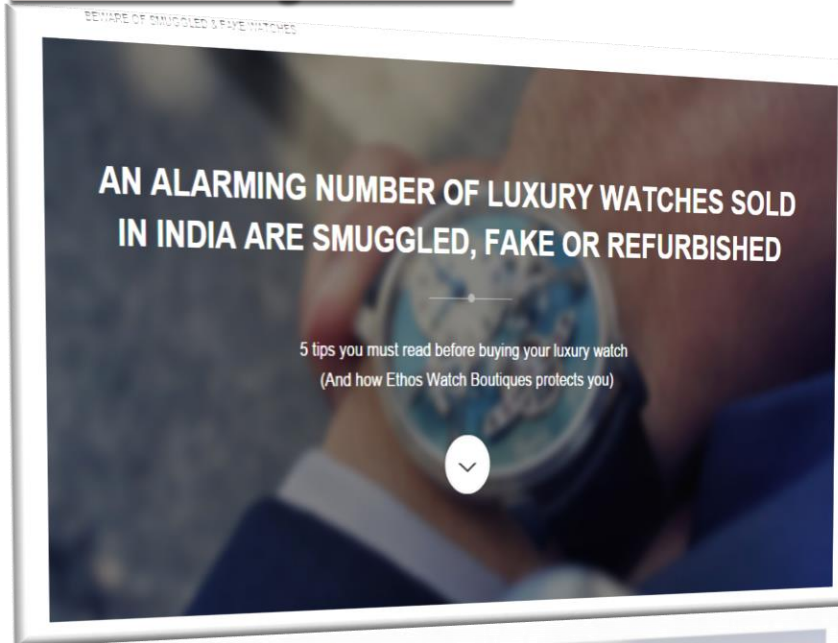 BEWARE OF SMUGGLED & FAKE WATCHES
AN ALARMING NUMBER OF LUXURY WATCHES SOLD
IN INDIA ARE SMUGGLED, FAKE OR REFURBISHED
5 tips you must read before buying your luxury watch
(And how Ethos Watch Boutiques protects you)